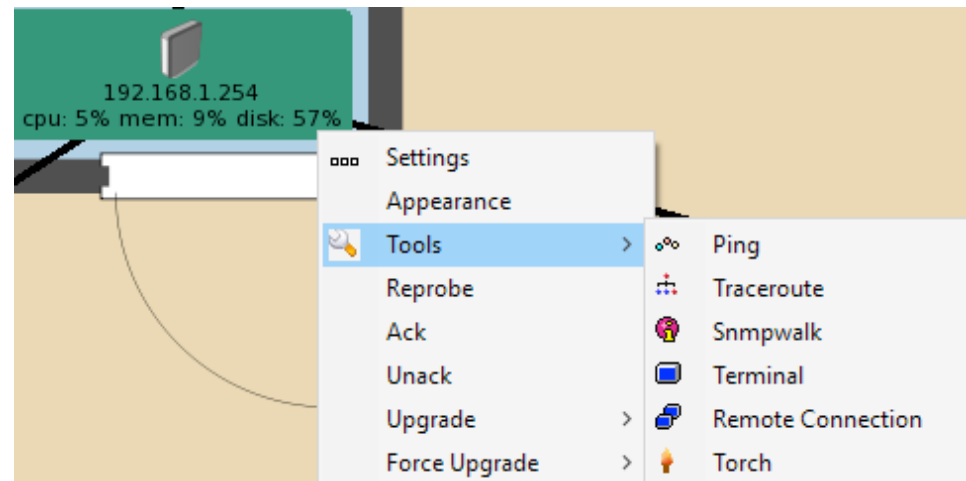 192.168.1.254
cpu: 5% mem: 9% disk: 57%
Settings
Appearance
Tools
Reprobe
Ack
Unack
Upgrade
Force Upgrade
Ping
Traceroute
Snmpwalk
Terminal
Remote Connection
Torch